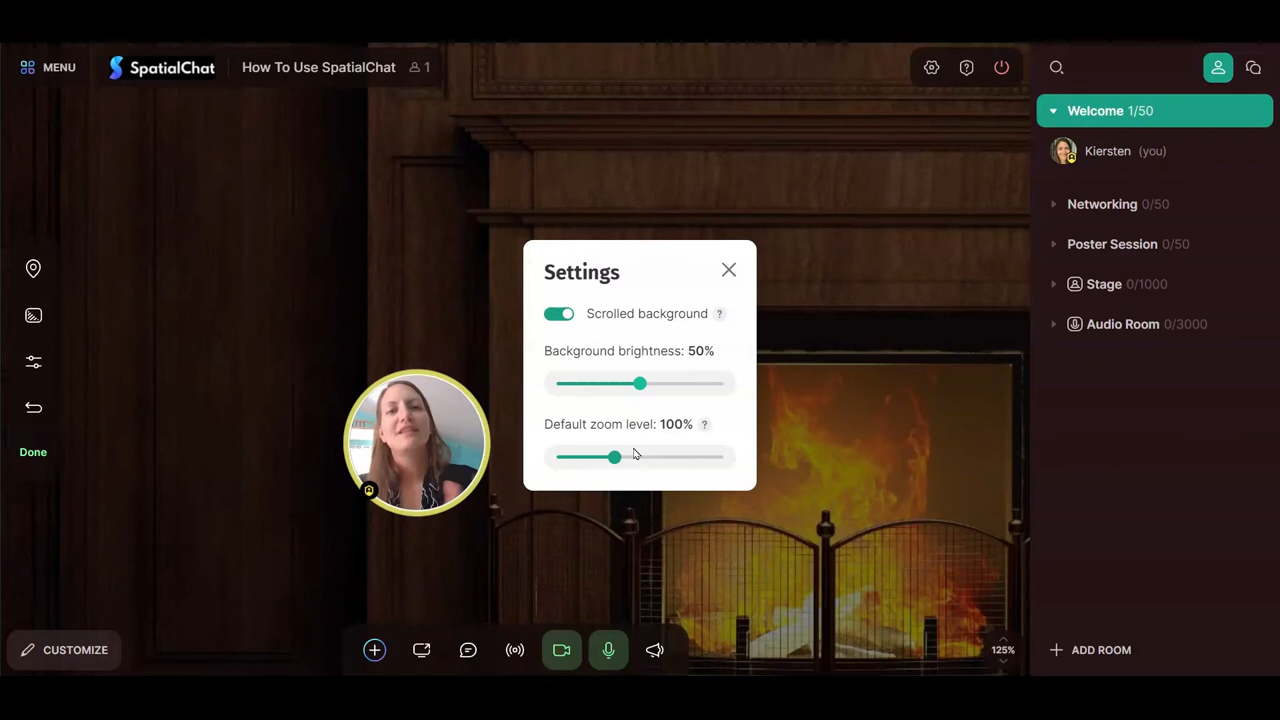 MENU
SpatialChat
How To Use SpatialChat
1
Welcome 1/50
Kiersten (you)
Networking 0/50
Poster Session 0/50
Stage 0/1000
Audio Room 0/3000
Settings
Scrolled background ?
Background brightness: 50%
Default zoom level: 100% ?
Done
CUSTOMIZE
125%
ADD ROOM